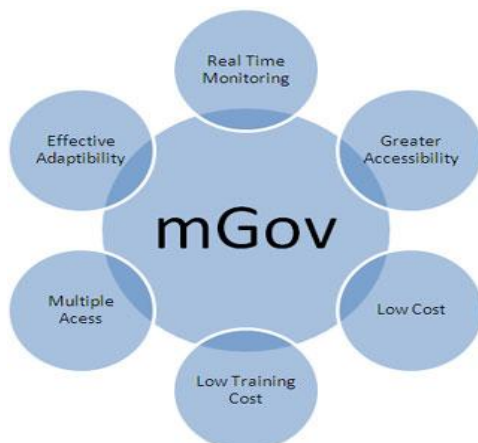 Real Time
Monitoring
Effective
Adaptibility
Greater
Accessibility
mGov
Multiple
Acess
Low Cost
Low Training
Cost